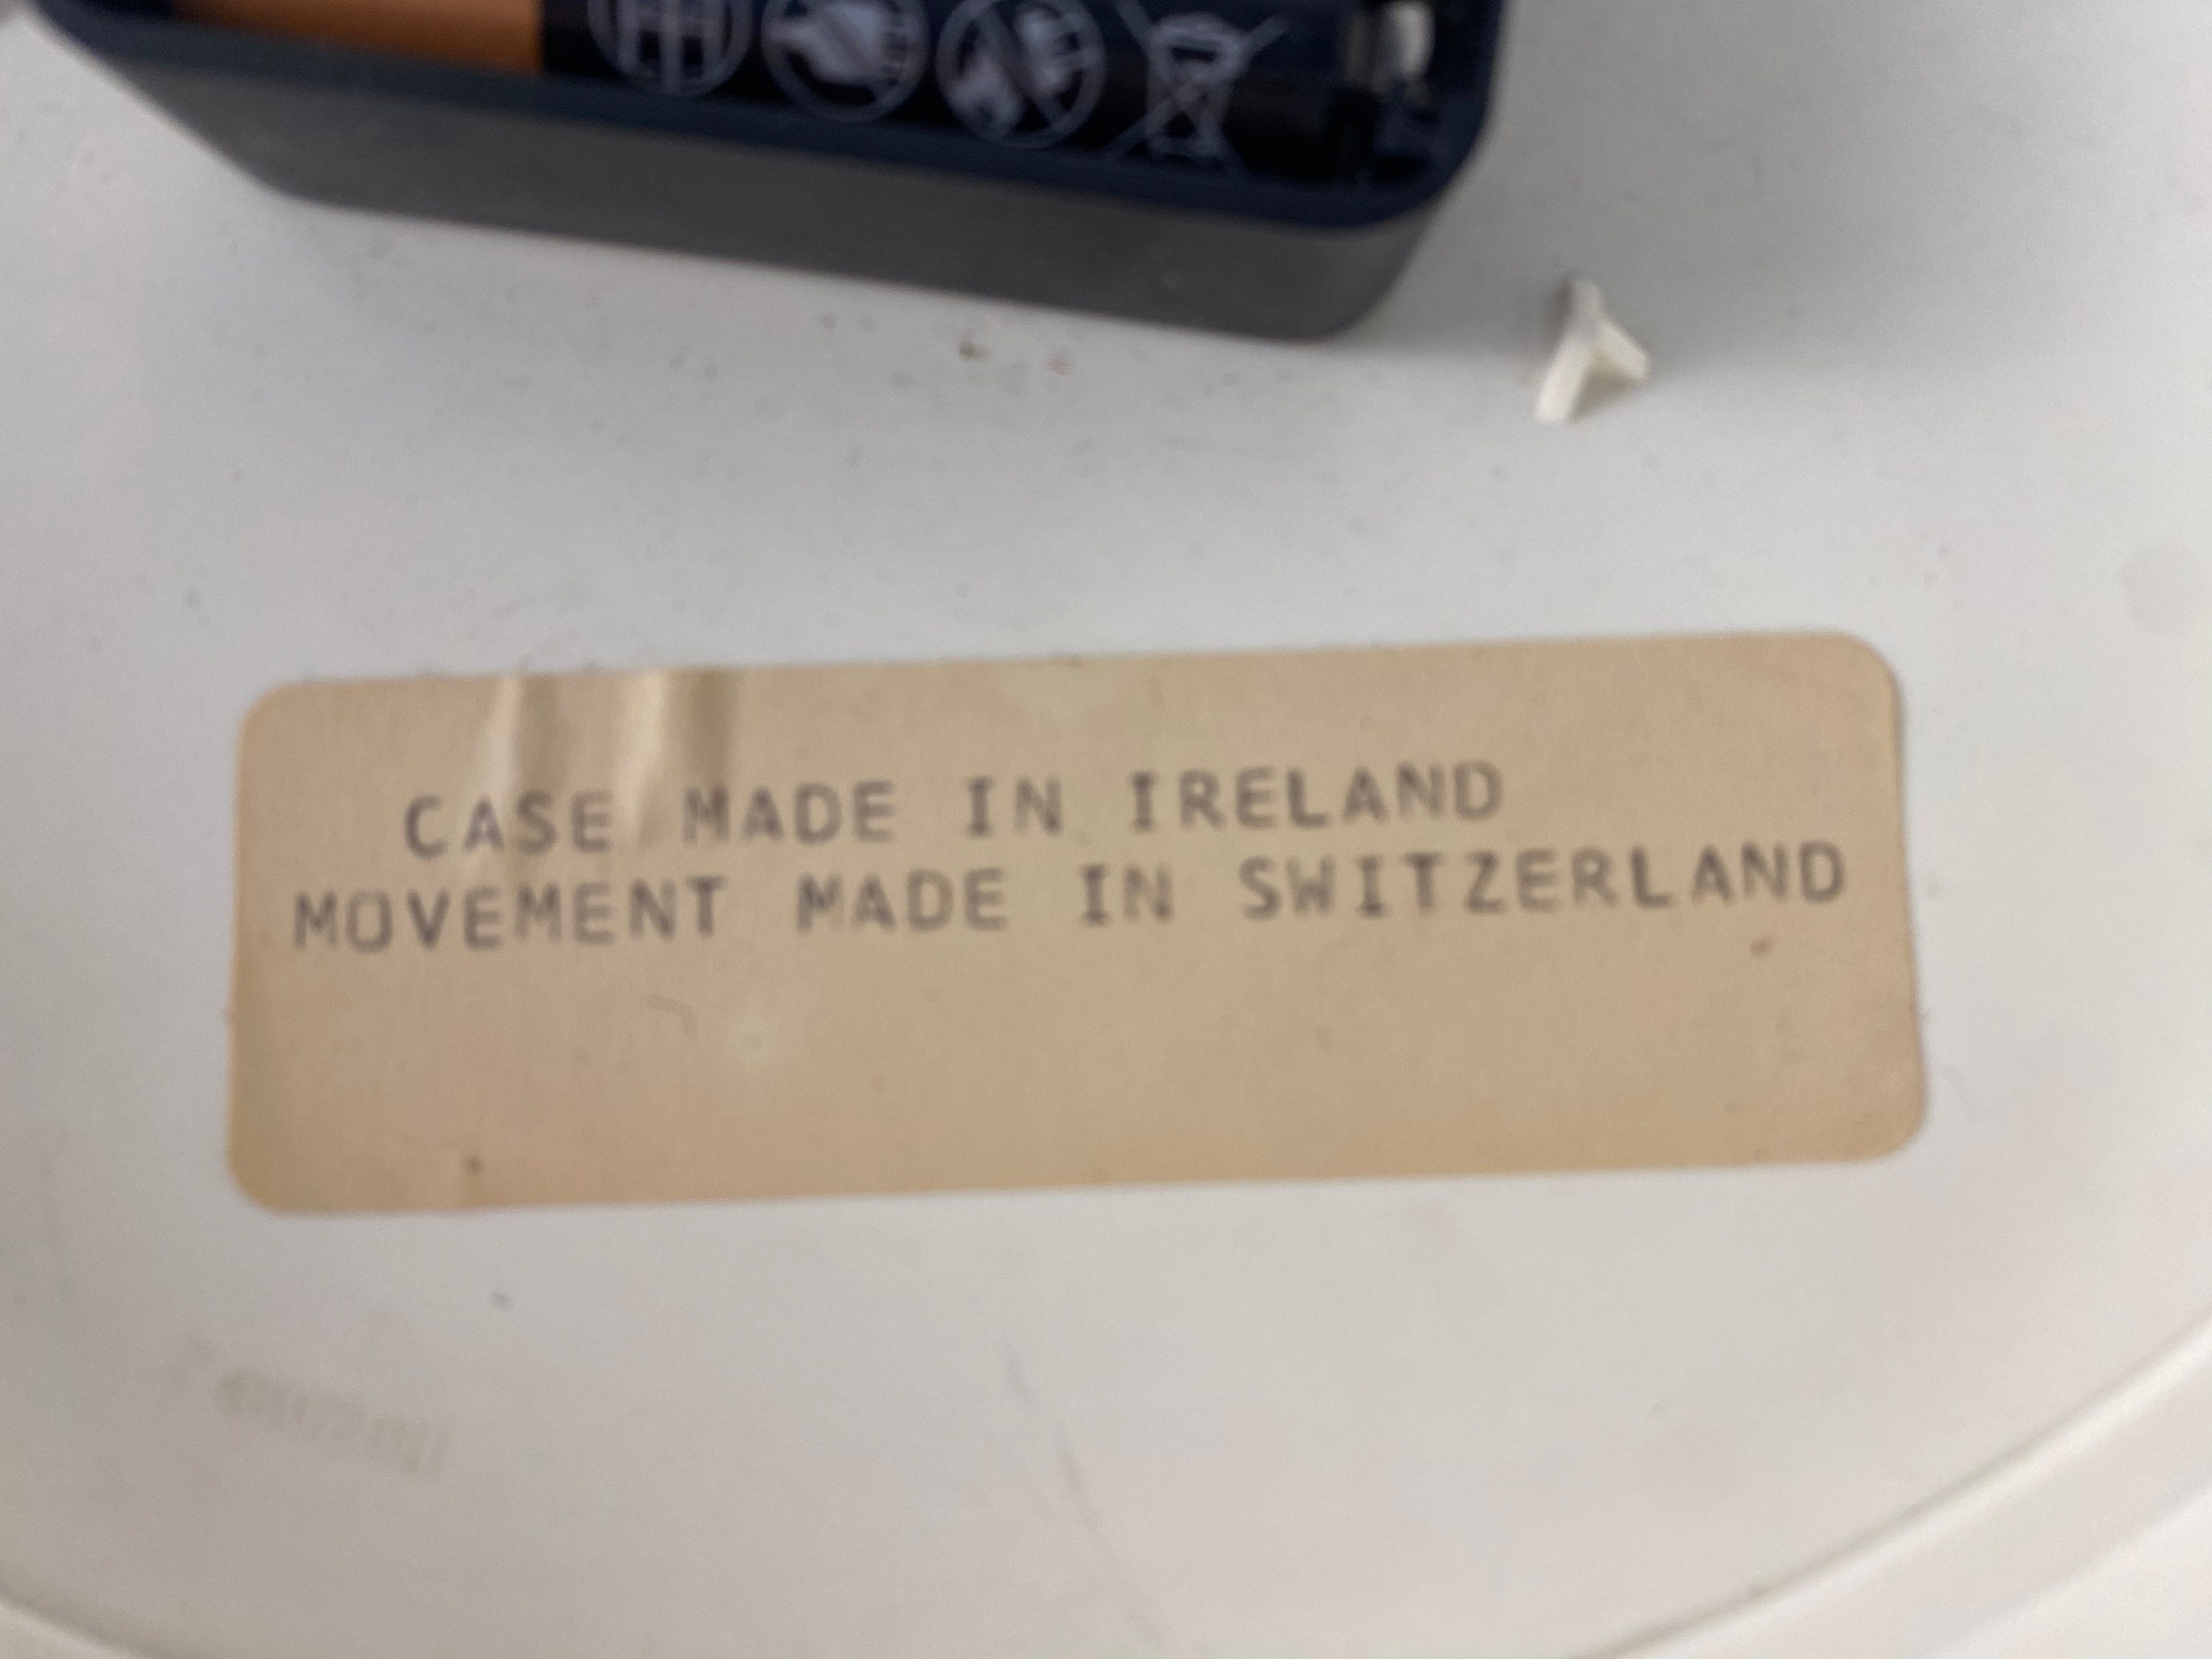 CASE MADE IN IRELAND
MOVEMENT MADE IN SWITZERLAND